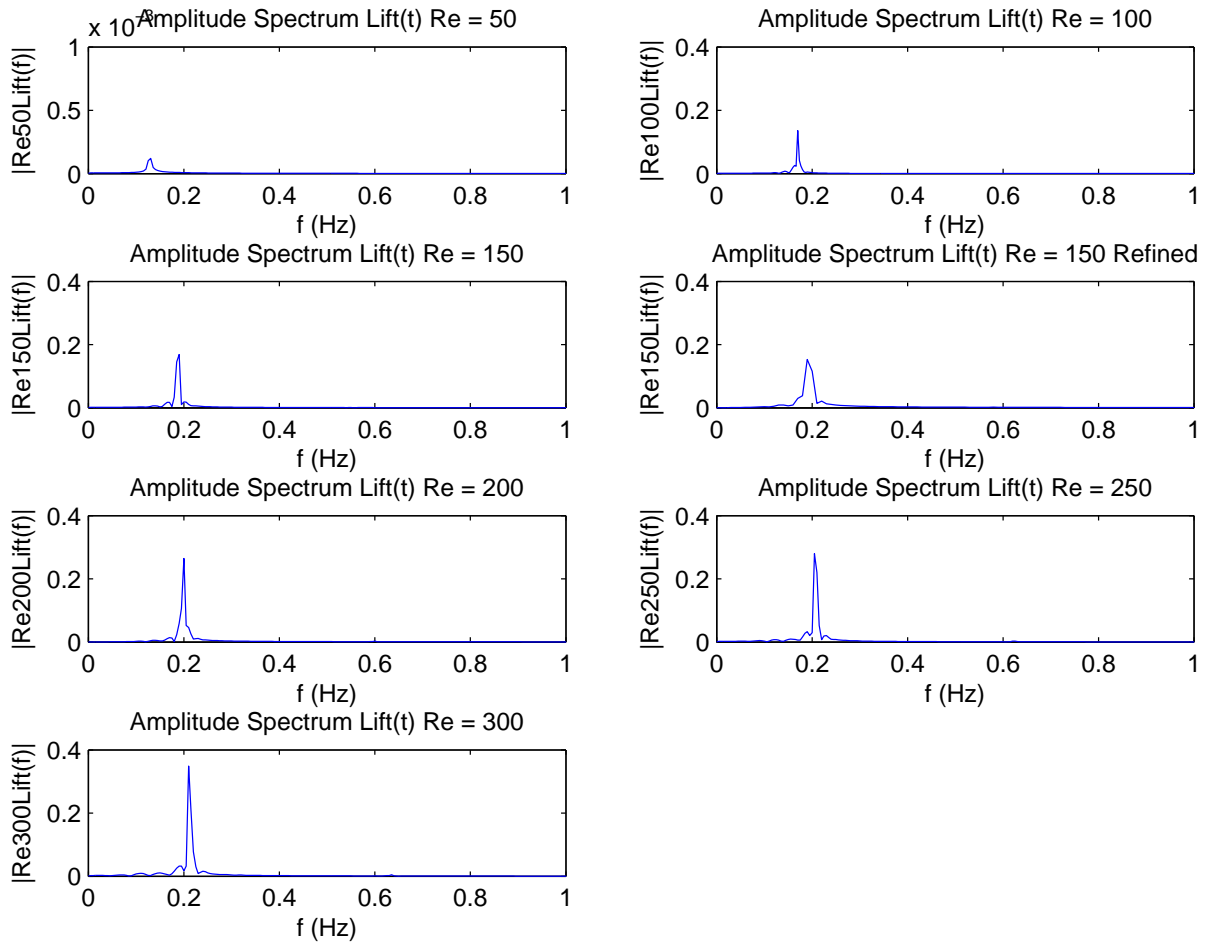 x 10-3
Amplitude Spectrum Lift(t) Re = 50
|Re50Lift(f)|
1
0.5
0
0 0.2 0.4 0.6 0.8 1
f (Hz)
Amplitude Spectrum Lift(t) Re = 100
|Re100Lift(f)|
0.4
0.2
0
0 0.2 0.4 0.6 0.8 1
f (Hz)
Amplitude Spectrum Lift(t) Re = 150
|Re150Lift(f)|
0.4
0.2
0
0 0.2 0.4 0.6 0.8 1
f (Hz)
Amplitude Spectrum Lift(t) Re = 150 Refined
|Re150Lift(f)|
0.4
0.2
0
0 0.2 0.4 0.6 0.8 1
f (Hz)
Amplitude Spectrum Lift(t) Re = 200
|Re200Lift(f)|
0.4
0.2
0
0 0.2 0.4 0.6 0.8 1
f (Hz)
Amplitude Spectrum Lift(t) Re = 250
|Re250Lift(f)|
0.4
0.2
0
0 0.2 0.4 0.6 0.8 1
f (Hz)
Amplitude Spectrum Lift(t) Re = 300
|Re300Lift(f)|
0.4
0.2
0
0 0.2 0.4 0.6 0.8 1
f (Hz)